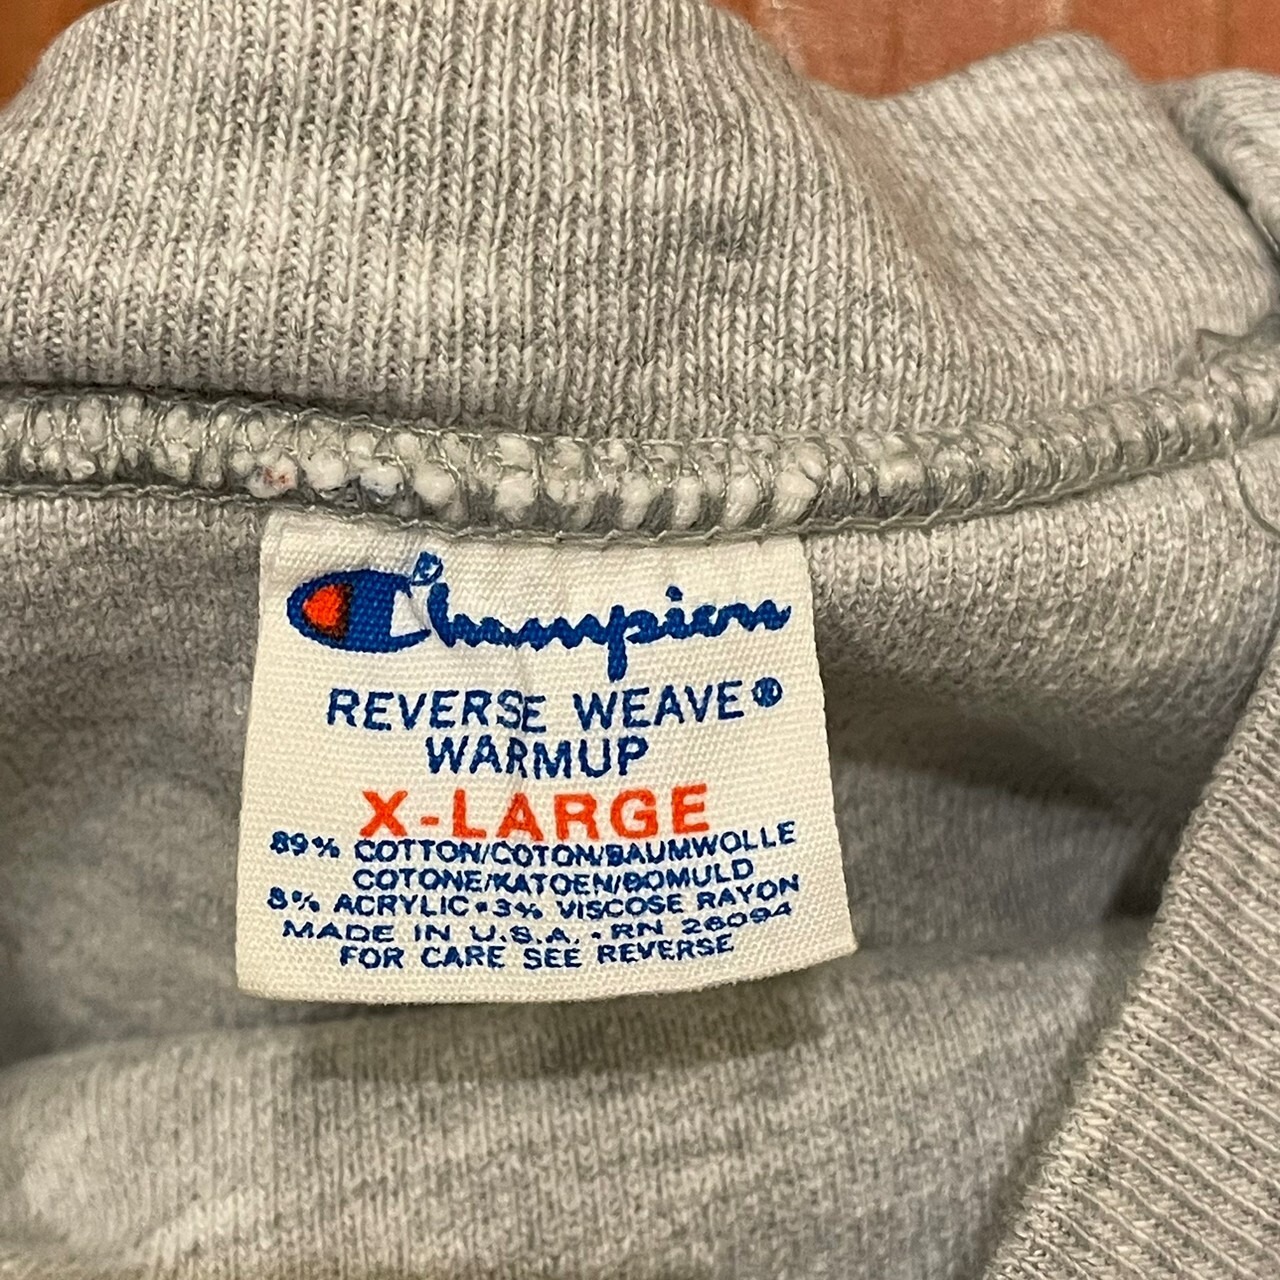 Champion
REVERSE WEAVE®
WARMUP
X-LARGE
89% COTTON/COTON/BAUMWOLLE
COTONE/KATOEN/BOMULD
8% ACRYLIC • 3% VISCOSE RAYON
MADE IN U.S.A. • RN 26094
FOR CARE SEE REVERSE